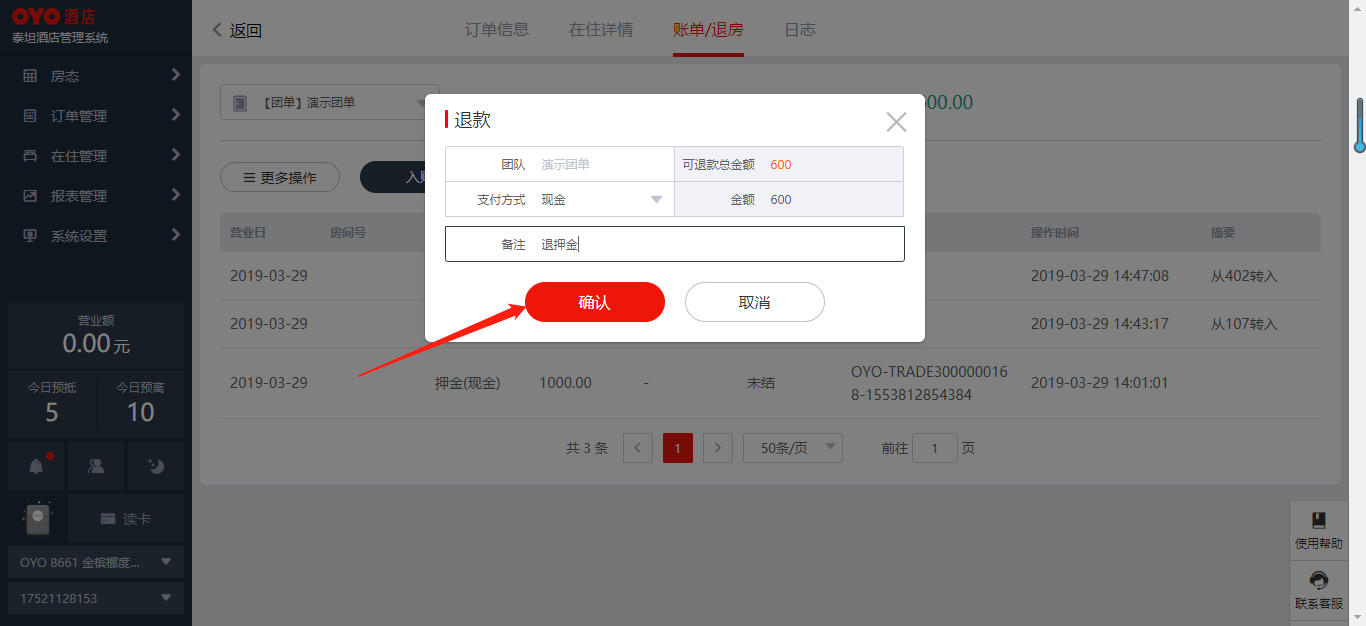 OYO 酒店
泰坦酒店管理系统
房态
订单管理
在住管理
报表管理
系统设置
营业额
0.00元
今日预抵
5
今日预离
10
读卡
OYO 8661 金槟榔度...
17521128153
返回
订单信息
在住详情
账单/退房
日志
【团单】演示团单
00.00
更多操作
入账
营业日
房间号
操作时间
摘要
2019-03-29
2019-03-29 14:47:08
从402转入
2019-03-29
2019-03-29 14:43:17
从107转入
2019-03-29
押金(现金)
1000.00
-
未结
OYO-TRADE300000016
8-1553812854384
2019-03-29 14:01:01
共 3 条
1
50条/页
前往
1
页
退款
团队
演示团单
可退款总金额
600
支付方式
现金
金额
600
备注
退押金
确认
取消
使用帮助
联系客服